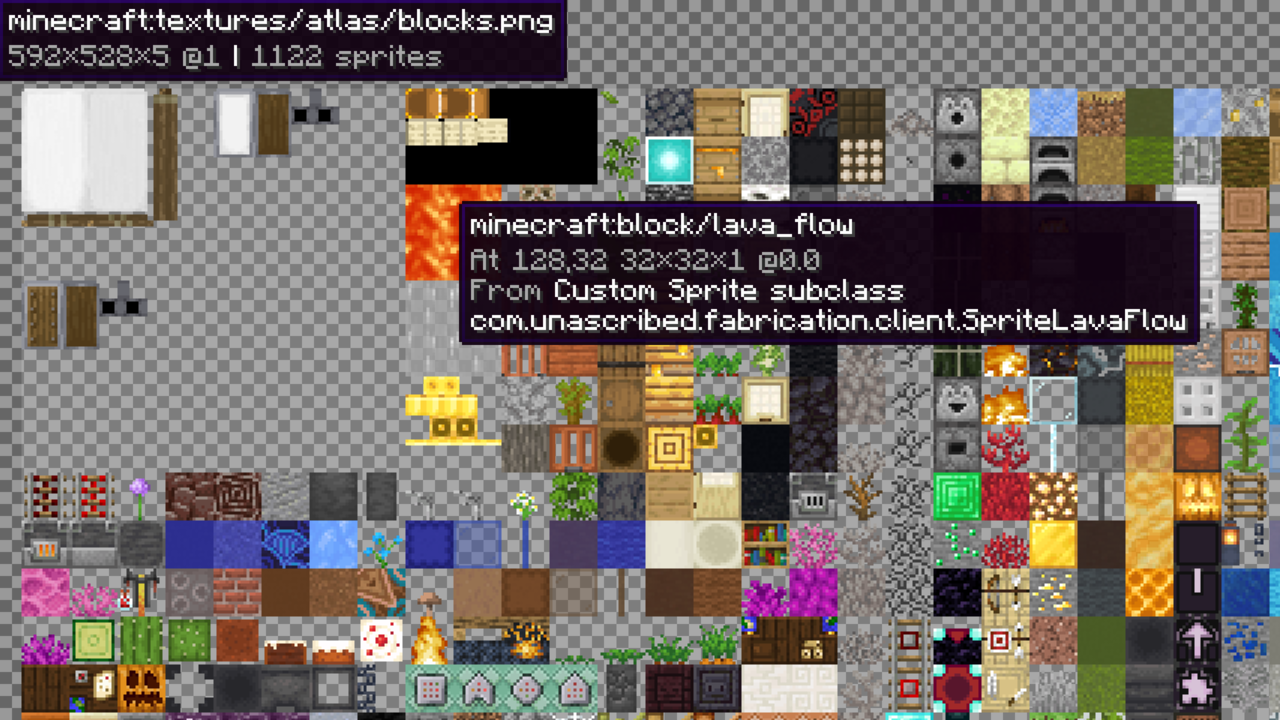 minecraft:textures/atlas/blocks.png
592×528×5 @1 | 1122 sprites
minecraft:block/lava_flow
At 128,32 32×32×1 @0.0
From Custom Sprite subclass
com.unascribed.fabrication.client.SpriteLavaFlow